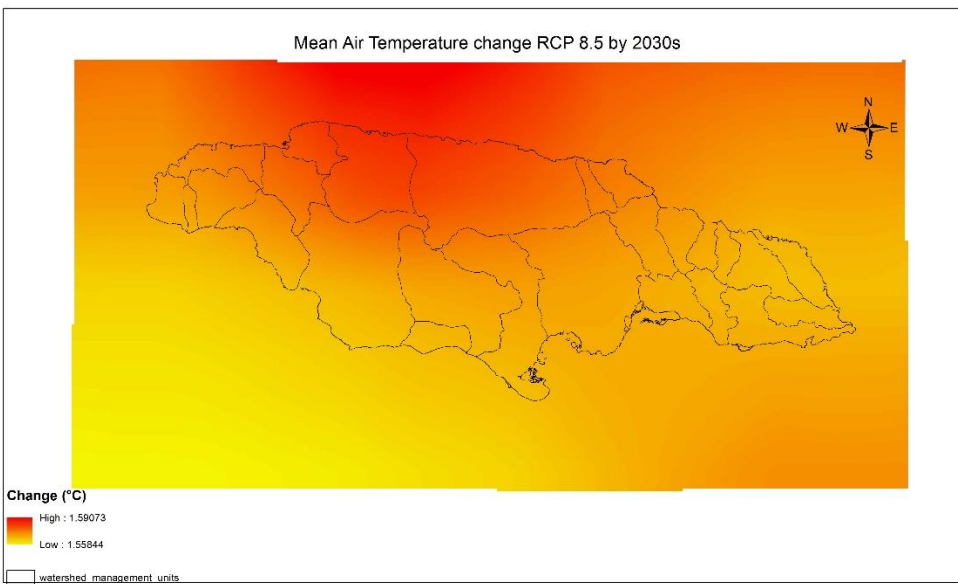 Mean Air Temperature change RCP 8.5 by 2030s
N
W E
S
Change (°C)
High : 1.59073
Low : 1.55844
watershed_management_units